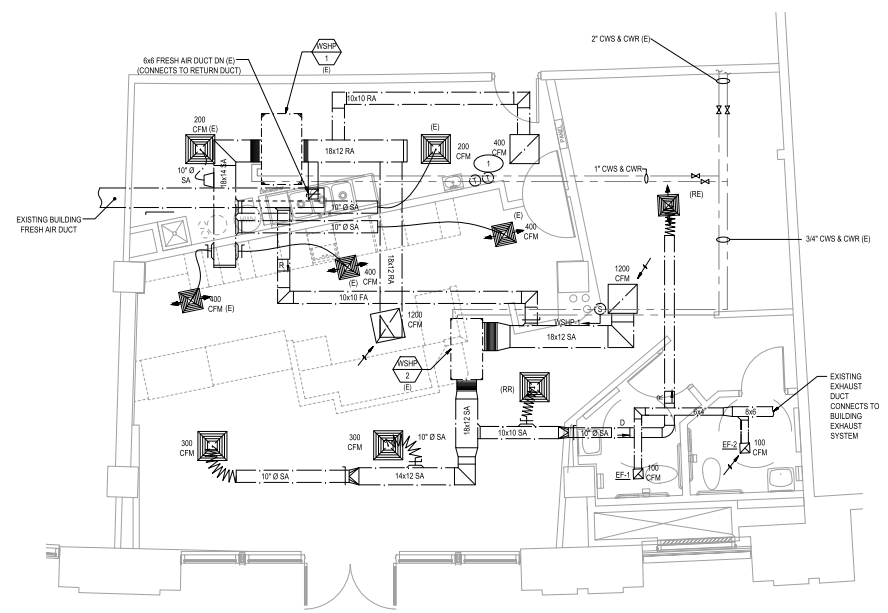 WSHP
1
(E)
6x6 FRESH AIR DUCT DN (E)
(CONNECTS TO RETURN DUCT)
2" CWS & CWR (E)
10x10 RA
PANEL
200
CFM (E)
(E)
200
CFM
400
CFM
1
18x12 RA
10" Ø
SA
18x14 SA
T
T
1" CWS & CWR
(RE)
EXISTING BUILDING
FRESH AIR DUCT
10" Ø SA
10" Ø SA
(E)
400
CFM
3/4" CWS & CWR (E)
400
CFM
(E)
18x12 RA
1200
CFM
400
CFM (E)
10x10 FA
S
1200
CFM
WSHP-1
18x12 SA
WSHP
2
(E)
(RR)
EXISTING
EXHAUST
DUCT
CONNECTS TO
BUILDING
EXHAUST
SYSTEM
6x4"
8x6
18x12 SA
300
CFM
300
CFM
10" Ø SA
10x10 SA
10" Ø SA
D
EF-2
100
CFM
10" Ø SA
14x12 SA
EF-1
100
CFM